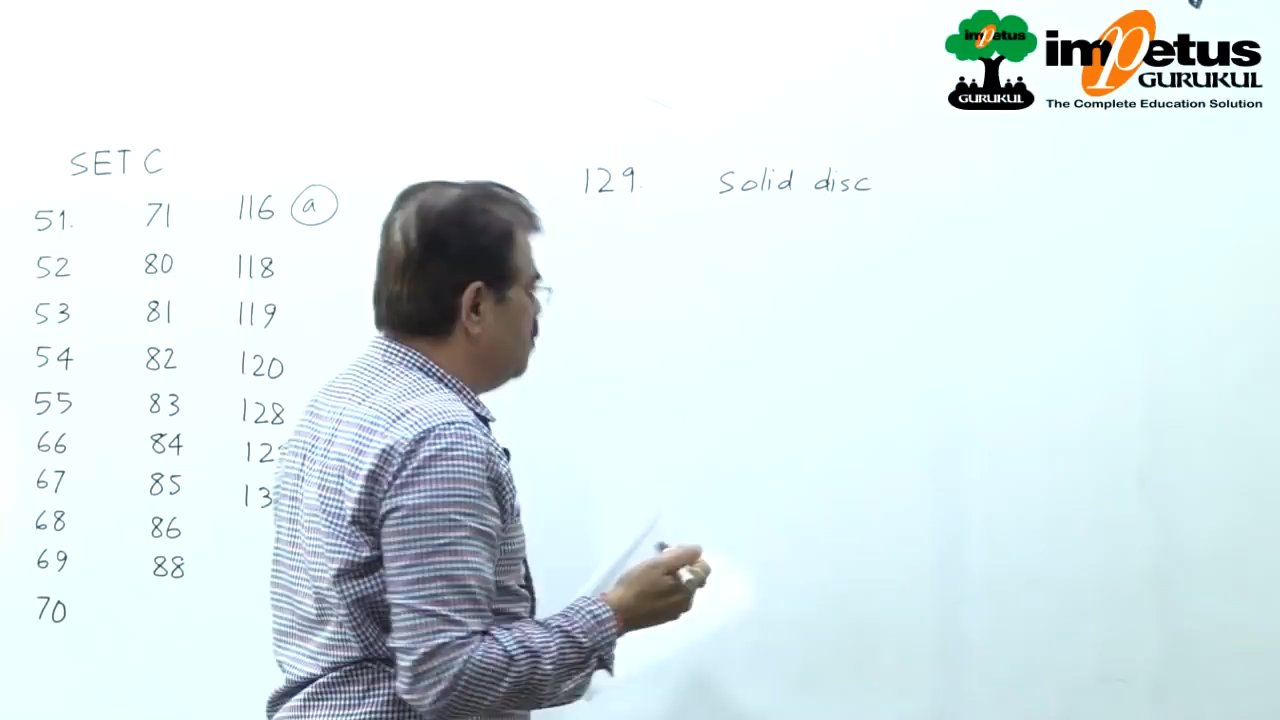 impetus
GURUKUL
impetus
GURUKUL
The Complete Education Solution
SET C
51. 71 116 a
52 80 118
53 81 119
54 82 120
55 83 128
66 84
67 85
68 86
69 88
70
129. Solid disc